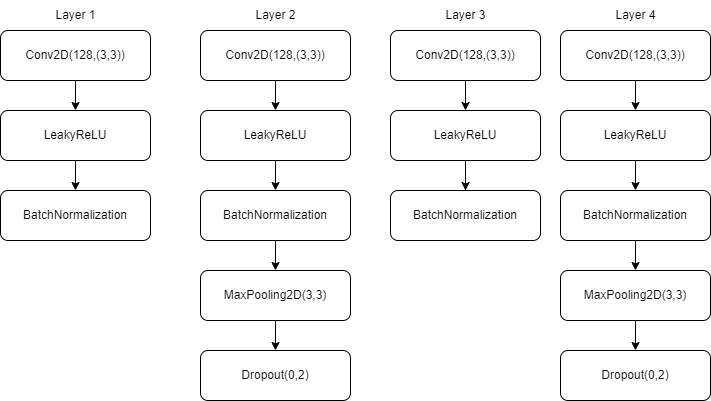 Layer 1
Conv2D(128,(3,3))
LeakyReLU
BatchNormalization
Layer 2
Conv2D(128,(3,3))
LeakyReLU
BatchNormalization
MaxPooling2D(3,3)
Dropout(0,2)
Layer 3
Conv2D(128,(3,3))
LeakyReLU
BatchNormalization
Layer 4
Conv2D(128,(3,3))
LeakyReLU
BatchNormalization
MaxPooling2D(3,3)
Dropout(0,2)